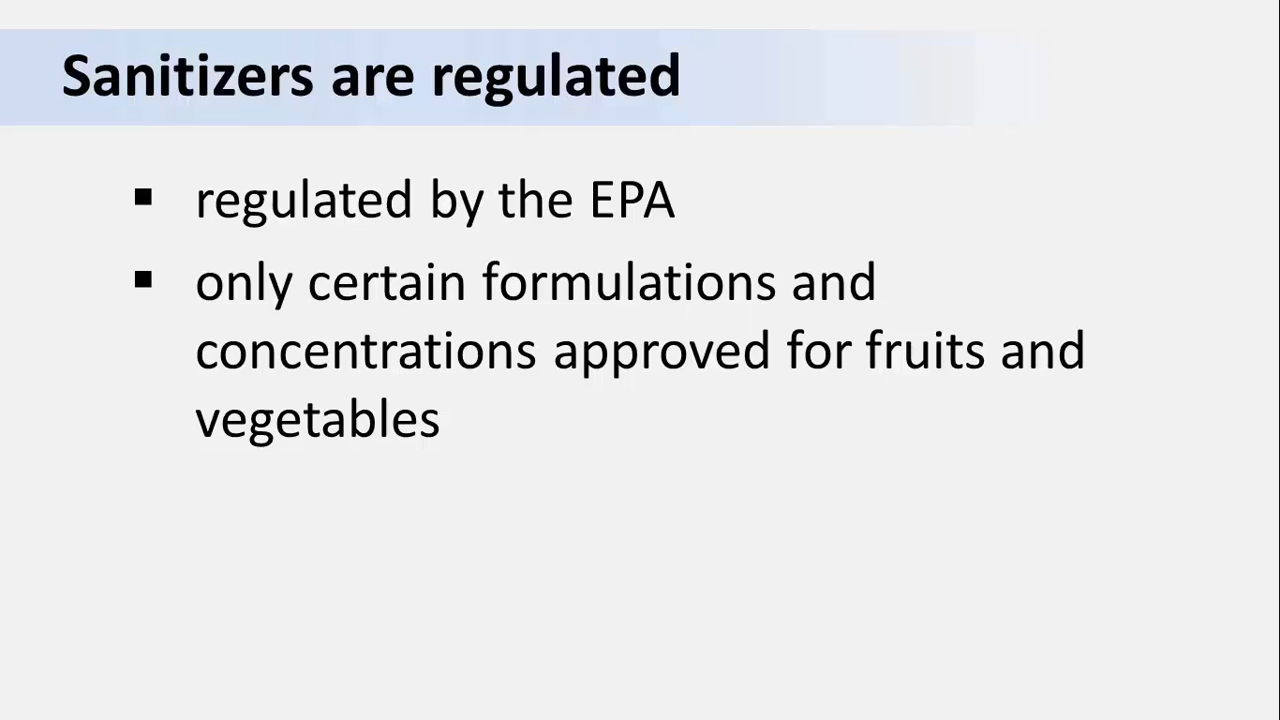 Sanitizers are regulated
▪ regulated by the EPA
▪ only certain formulations and
concentrations approved for fruits and
vegetables